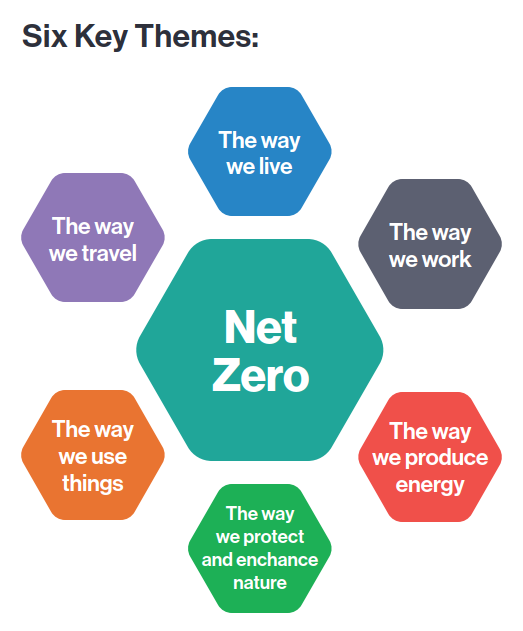 Six Key Themes:
The way
we live
The way
we travel
The way
we work
Net
Zero
The way
we use
things
The way
we produce
energy
The way
we protect
and enchance
nature